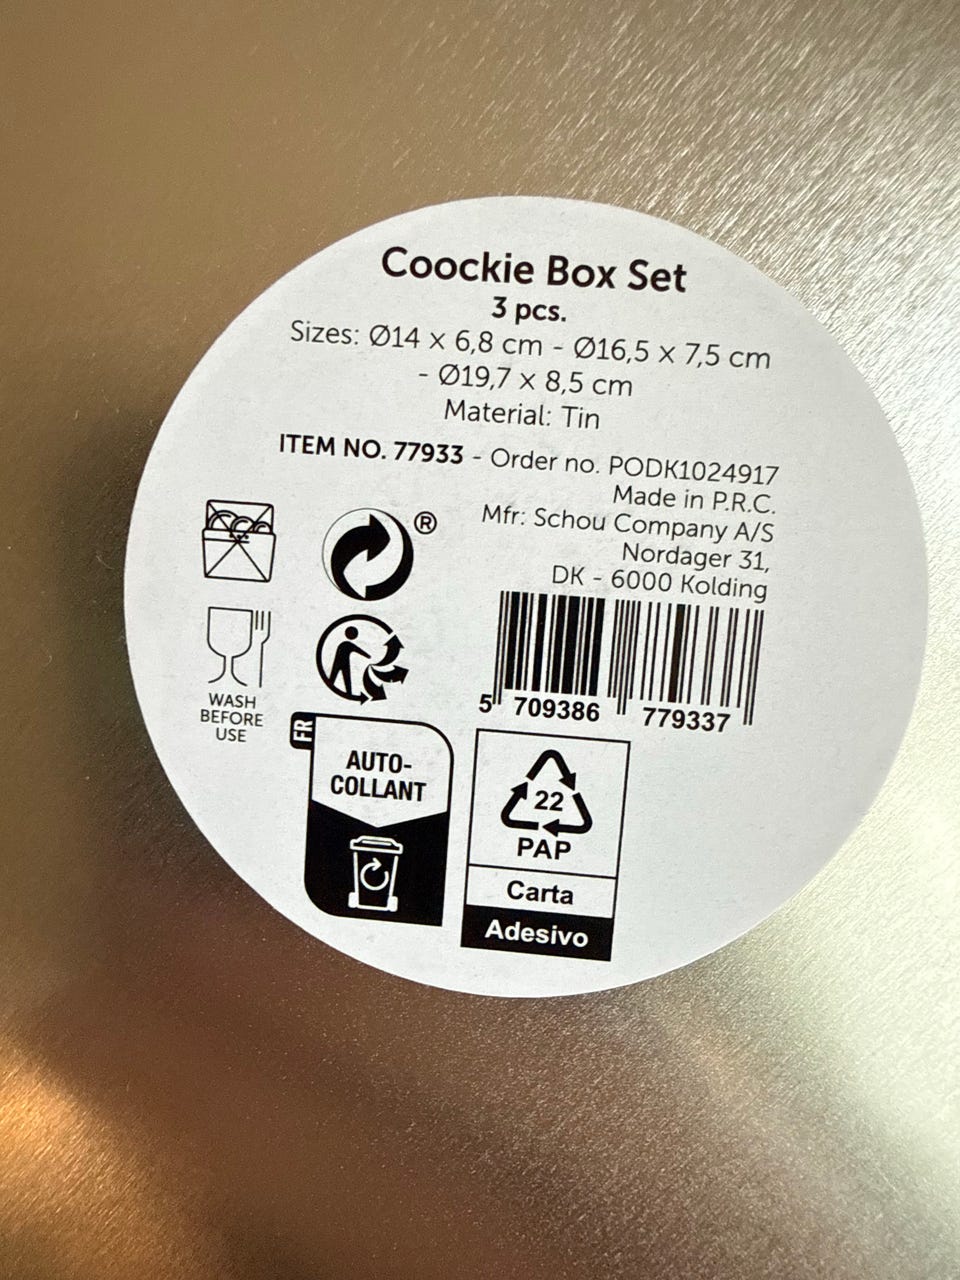 Coockie Box Set
3 pcs.
Sizes: Ø14 x 6,8 cm - Ø16,5 x 7,5 cm
- Ø19,7 x 8,5 cm
Material: Tin
ITEM NO. 77933 - Order no. PODK1024917
Made in P.R.C.
Mfr: Schou Company A/S
Nordager 31,
DK - 6000 Kolding
®
5 709386 779337
WASH
BEFORE
USE
FR
AUTO-
COLLANT
22
PAP
Carta
Adesivo